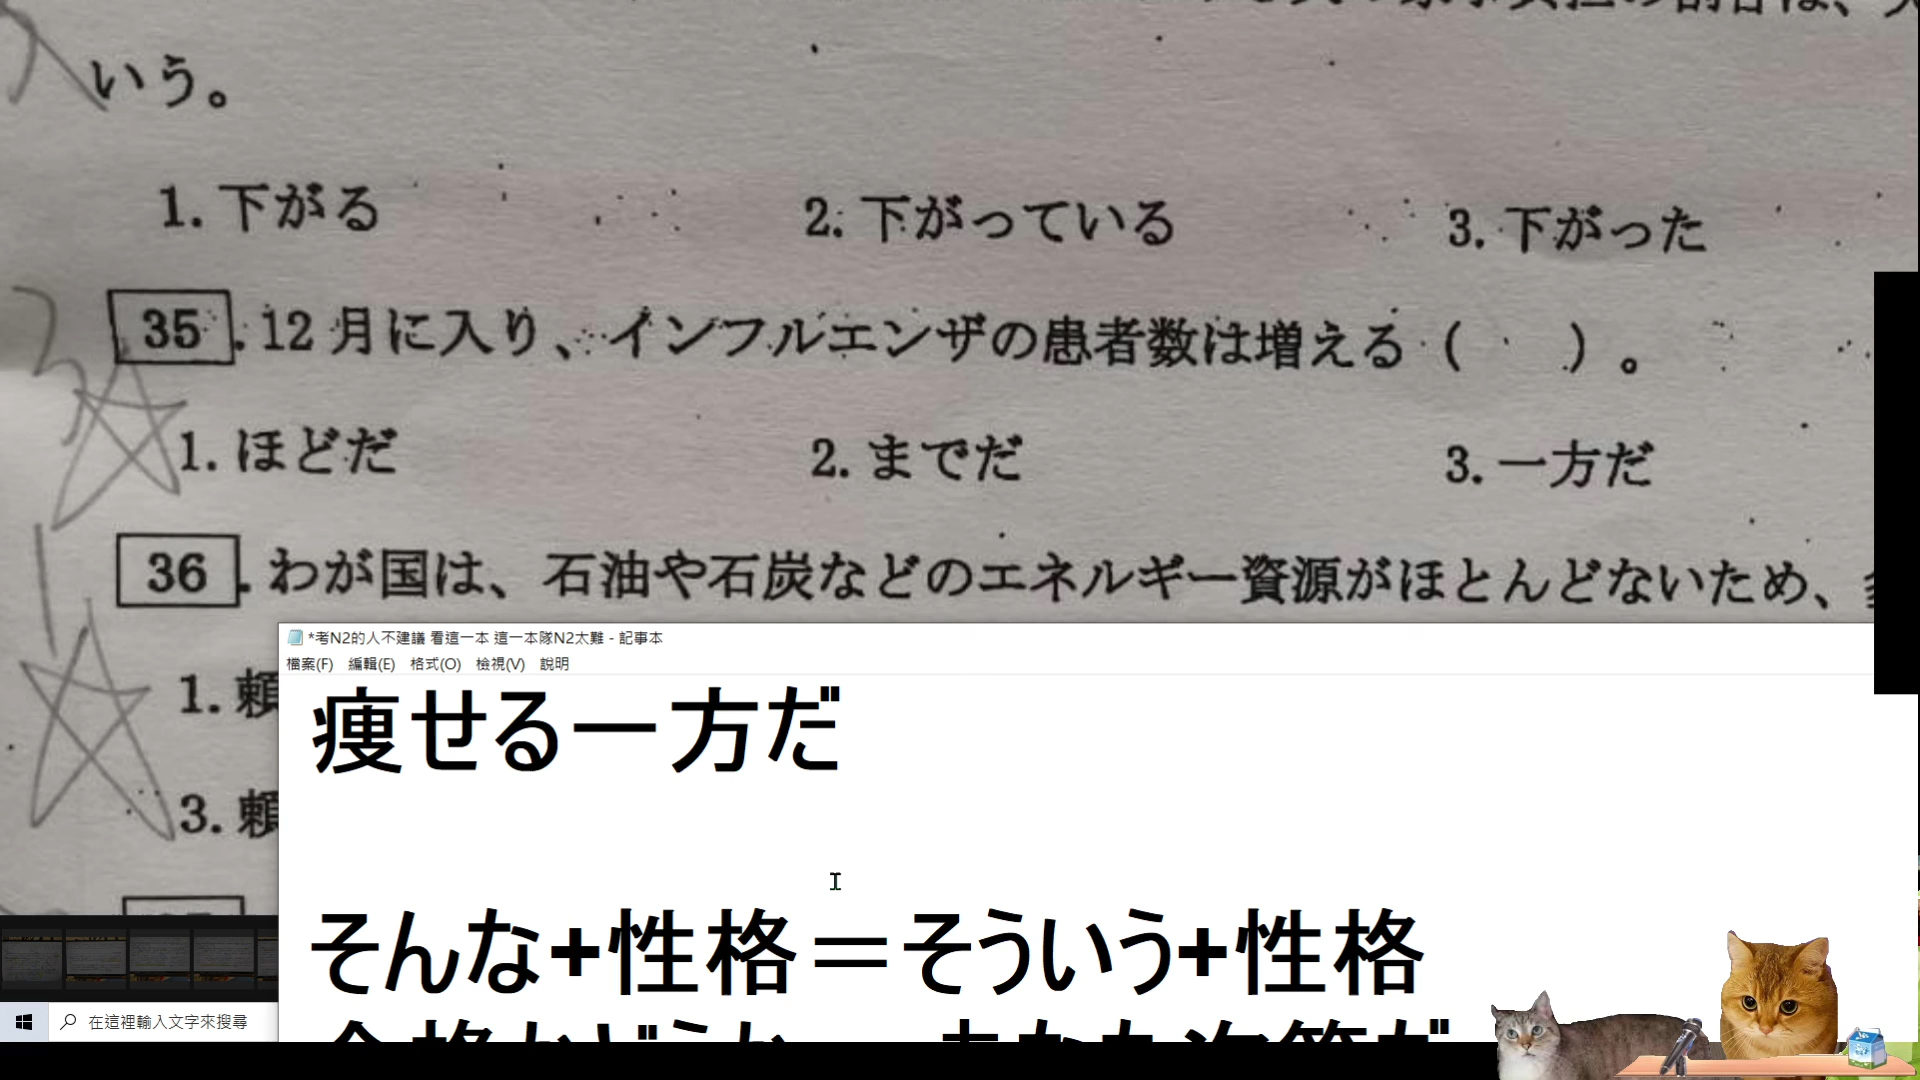 いう。
1. 下がる 2. 下がっている 3. 下がった
35. 12月に入り、インフルエンザの患者数は増える( )。
1. ほどだ 2. までだ 3. 一方だ
36. わが国は、石油や石炭などのエネルギー資源がほとんどないため、
1. 頼
3. 頼
*考N2的人不建議 看這一本 這一本隊N2太難 - 記事本
檔案(F) 編輯(E) 格式(O) 檢視(V) 說明
痩せる一方だ
そんな+性格＝そういう+性格
在這裡輸入文字來搜尋